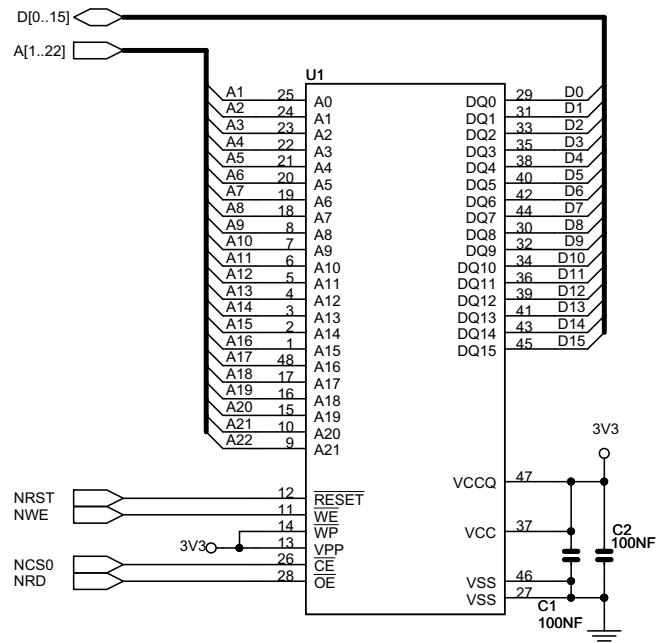 D[0..15]
A[1..22]
U1
A1 25 A0 DQ0 29 D0
A2 24 A1 DQ1 31 D1
A3 23 A2 DQ2 33 D2
A4 22 A3 DQ3 35 D3
A5 21 A4 DQ4 38 D4
A6 20 A5 DQ5 40 D5
A7 19 A6 DQ6 42 D6
A8 18 A7 DQ7 44 D7
A9 8 A8 DQ8 30 D8
A10 7 A9 DQ9 32 D9
A11 6 A10 DQ10 34 D10
A12 5 A11 DQ11 36 D11
A13 4 A12 DQ12 39 D12
A14 3 A13 DQ13 41 D13
A15 2 A14 DQ14 43 D14
A16 1 A15 DQ15 45 D15
A17 48 A16
A18 17 A17
A19 16 A18
A20 15 A19
A21 10 A20
A22 9 A21
3V3
VCCQ 47
NRST 12 RESET
NWE 11 WE
14 WP VCC 37
3V3 13 VPP
C2
100NF
NCS0 26 CE
NRD 28 OE
VSS 46
VSS 27
C1
100NF